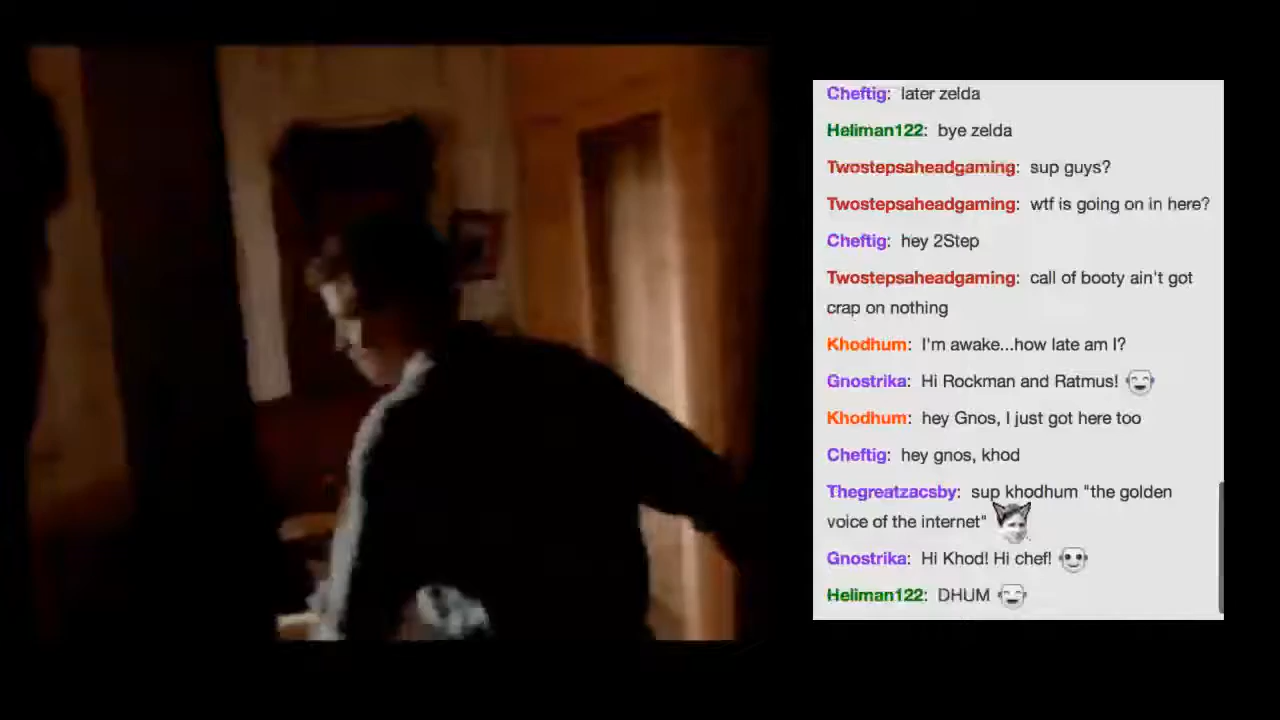 Cheftig: later zelda
Heliman122: bye zelda
Twostepsaheadgaming: sup guys?
Twostepsaheadgaming: wtf is going on in here?
Cheftig: hey 2Step
Twostepsaheadgaming: call of booty ain't got
crap on nothing
Khodhum: I'm awake...how late am I?
Gnostrika: Hi Rockman and Ratmus!
Khodhum: hey Gnos, I just got here too
Cheftig: hey gnos, khod
Thegreatzacsby: sup khodhum "the golden
voice of the internet"
Gnostrika: Hi Khod! Hi chef!
Heliman122: DHUM